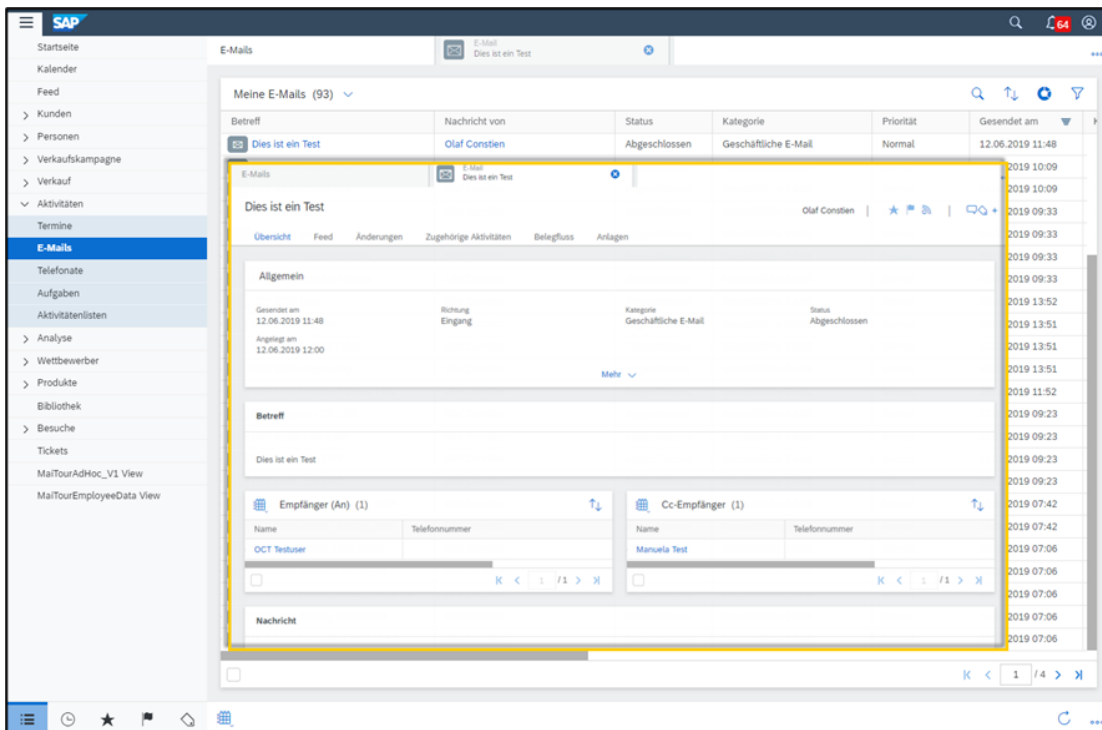 SAP
64
Startseite
Kalender
Feed
Kunden
Personen
Verkaufskampagne
Verkauf
Aktivitäten
Termine
E-Mails
Telefonate
Aufgaben
Aktivitätenlisten
Analyse
Wettbewerber
Produkte
Bibliothek
Besuche
Tickets
MaiTourAdHoc_V1 View
MaiTourEmployeeData View
E-Mails
E-Mail
Dies ist ein Test
Meine E-Mails (93)
Betreff Nachricht von Status Kategorie Priorität Gesendet am
Dies ist ein Test Olaf Constien Abgeschlossen Geschäftliche E-Mail Normal 12.06.2019 11:48
2019 10:09
2019 10:09
2019 09:33
2019 09:33
2019 09:33
2019 09:33
2019 13:52
2019 13:51
2019 13:51
2019 13:51
2019 11:52
2019 09:23
2019 09:23
2019 09:23
2019 09:23
2019 07:42
2019 07:42
2019 07:06
2019 07:06
2019 07:06
2019 07:06
2019 07:06
E-Mails
E-Mail
Dies ist ein Test
Dies ist ein Test
Olaf Constien
Übersicht Feed Änderungen Zugehörige Aktivitäten Belegfluss Anlagen
Allgemein
Gesendet am Richtung Kategorie Status
12.06.2019 11:48 Eingang Geschäftliche E-Mail Abgeschlossen
Angelegt am
12.06.2019 12:00
Mehr
Betreff
Dies ist ein Test
Empfänger (An) (1)
Name Telefonnummer
OCT Testuser
1 /1
Cc-Empfänger (1)
Name Telefonnummer
Manuela Test
1 /1
Nachricht
1 / 4